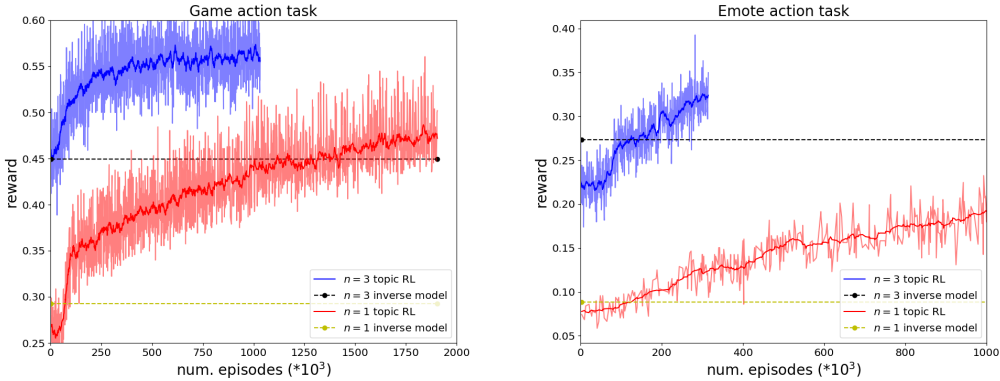 Game action task
reward
0.60
0.55
0.50
0.45
0.40
0.35
0.30
0.25
0
250
500
750
1000
1250
1500
1750
2000
num. episodes (*10³)
n = 3 topic RL
n = 3 inverse model
n = 1 topic RL
n = 1 inverse model
Emote action task
reward
0.40
0.35
0.30
0.25
0.20
0.15
0.10
0.05
0
200
400
600
800
1000
num. episodes (*10³)
n = 3 topic RL
n = 3 inverse model
n = 1 topic RL
n = 1 inverse model